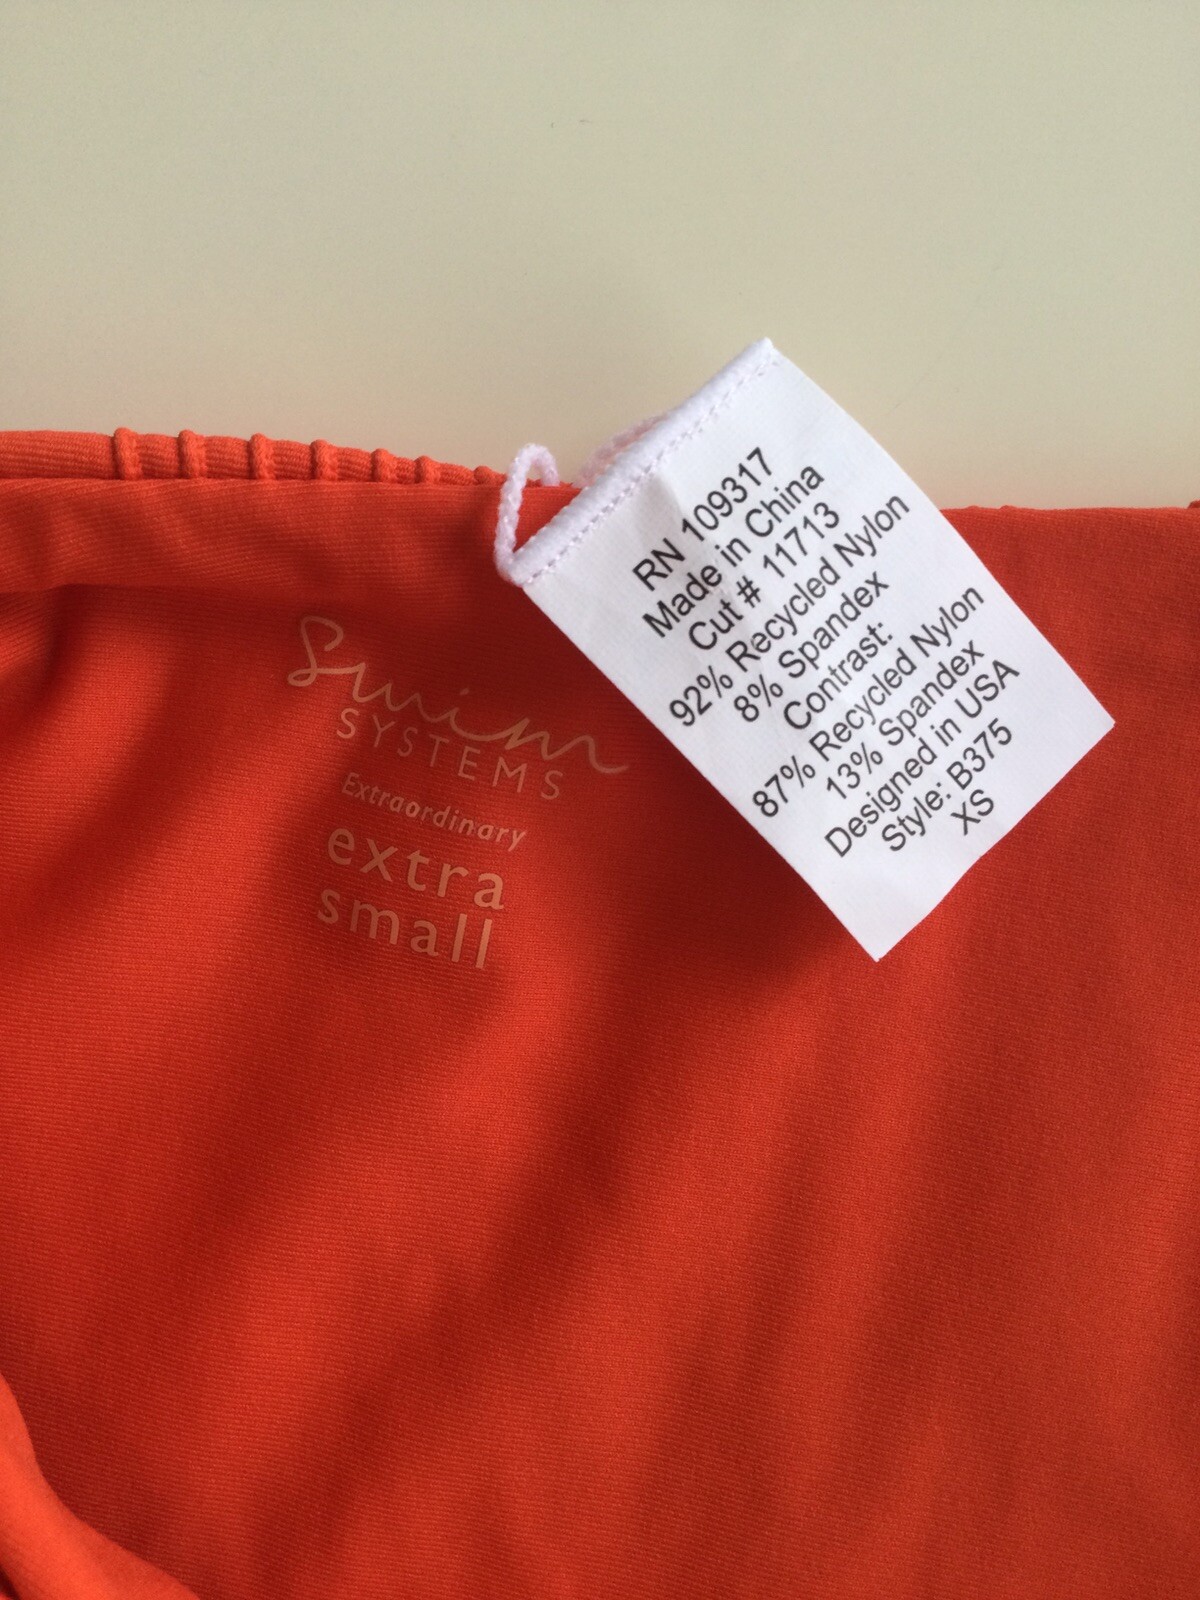 Swim
SYSTEMS
Extraordinary
extra
small
RN 109317
Made in China
Cut # 11713
92% Recycled Nylon
8% Spandex
Contrast:
87% Recycled Nylon
13% Spandex
Designed in USA
Style: B375
XS